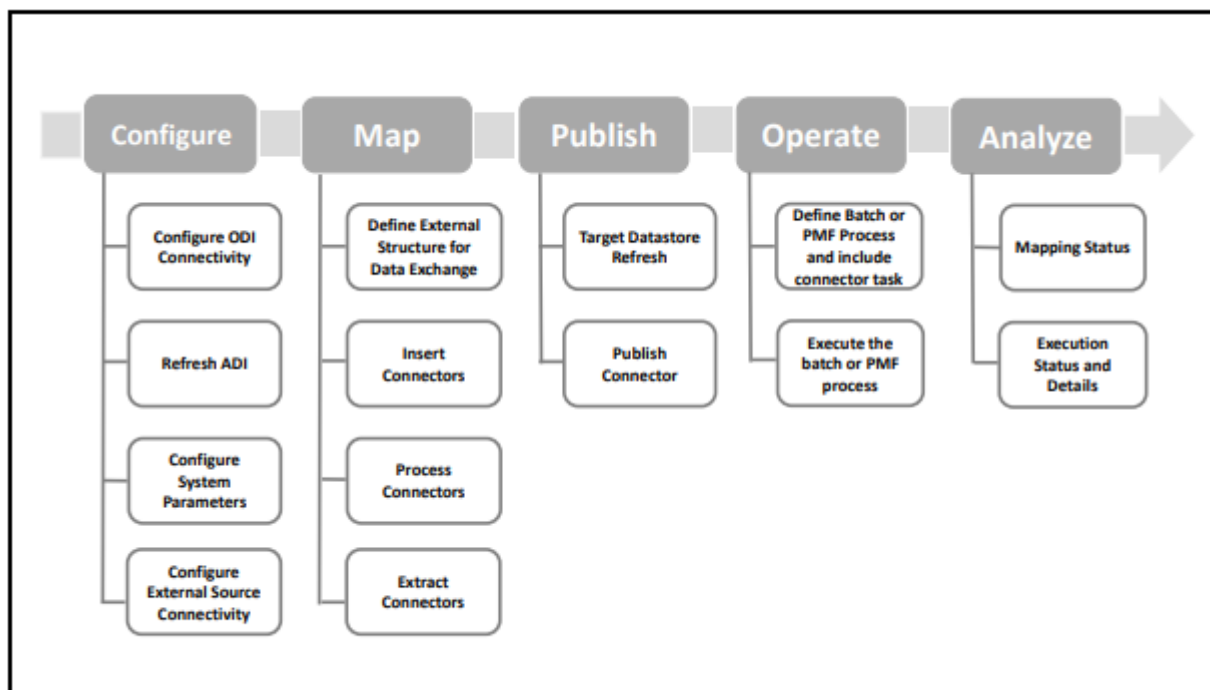 Configure
Map
Publish
Operate
Analyze
Configure ODI
Connectivity
Refresh ADI
Configure
System
Parameters
Configure
External Source
Connectivity
Define External
Structure for
Data Exchange
Insert
Connectors
Process
Connectors
Extract
Connectors
Target Datastore
Refresh
Publish
Connector
Define Batch or
PMF Process
and include
connector task
Execute the
batch or PMF
process
Mapping Status
Execution
Status and
Details